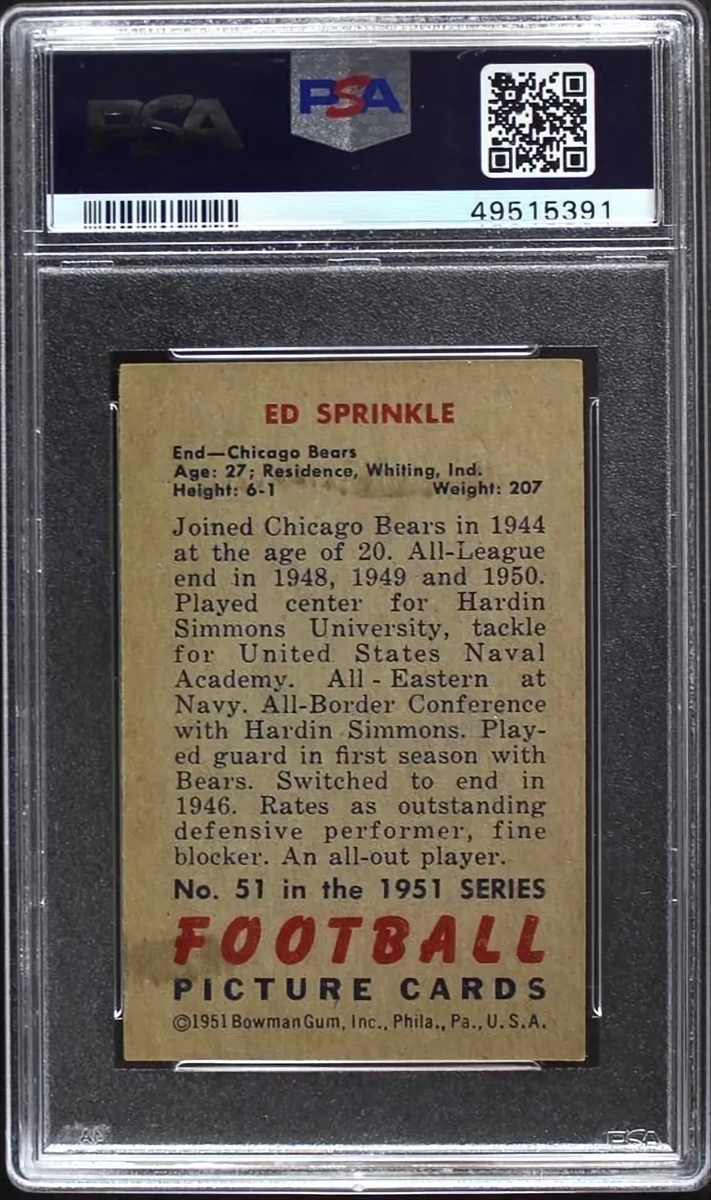 PSA
PSA
49515391
ED SPRINKLE
End—Chicago Bears
Age: 27; Residence, Whiting, Ind.
Height: 6-1 Weight: 207
Joined Chicago Bears in 1944
at the age of 20. All-League
end in 1948, 1949 and 1950.
Played center for Hardin
Simmons University, tackle
for United States Naval
Academy. All - Eastern at
Navy. All-Border Conference
with Hardin Simmons. Play-
ed guard in first season with
Bears. Switched to end in
1946. Rates as outstanding
defensive performer, fine
blocker. An all-out player.
No. 51 in the 1951 SERIES
FOOTBALL
PICTURE CARDS
©1951 Bowman Gum, Inc., Phila., Pa., U.S.A.
PSA